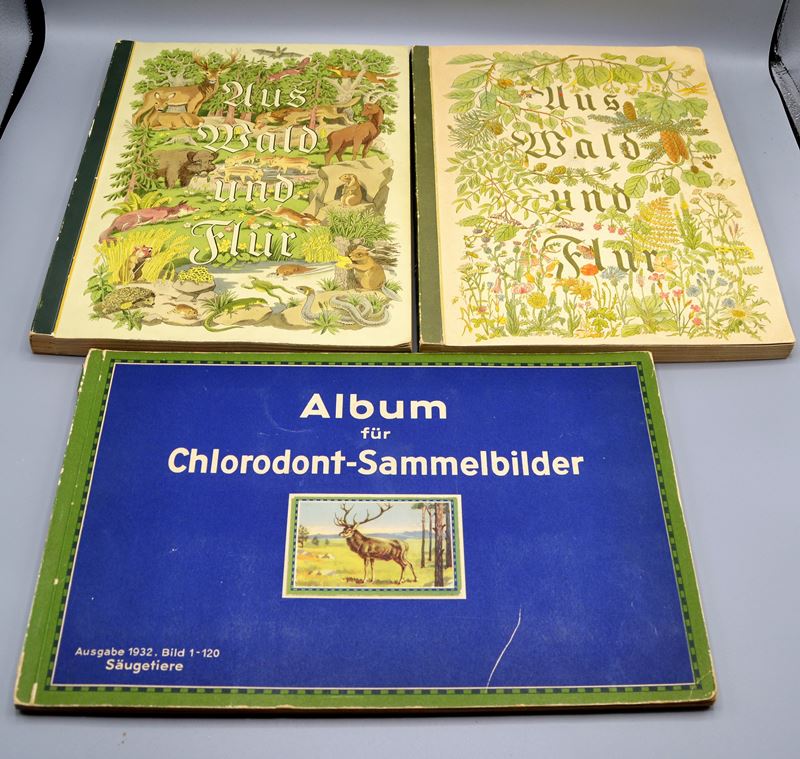 Aus
Wald
und
Flur
Aus
Wald
und
Flur
Album
für
Chlorodont-Sammelbilder
Ausgabe 1932, Bild 1-120
Säugetiere